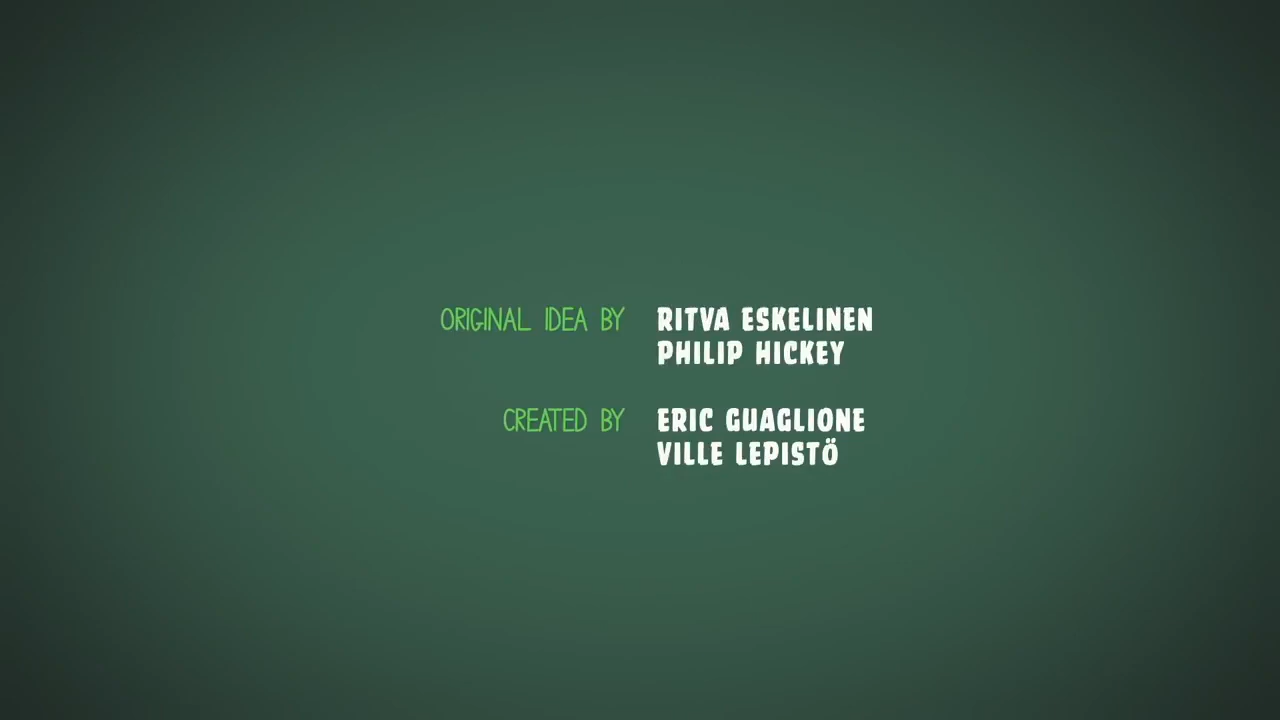 ORIGINAL IDEA BY RITVA ESKELINEN
PHILIP HICKEY
CREATED BY ERIC GUAGLIONE
VILLE LEPISTÖ